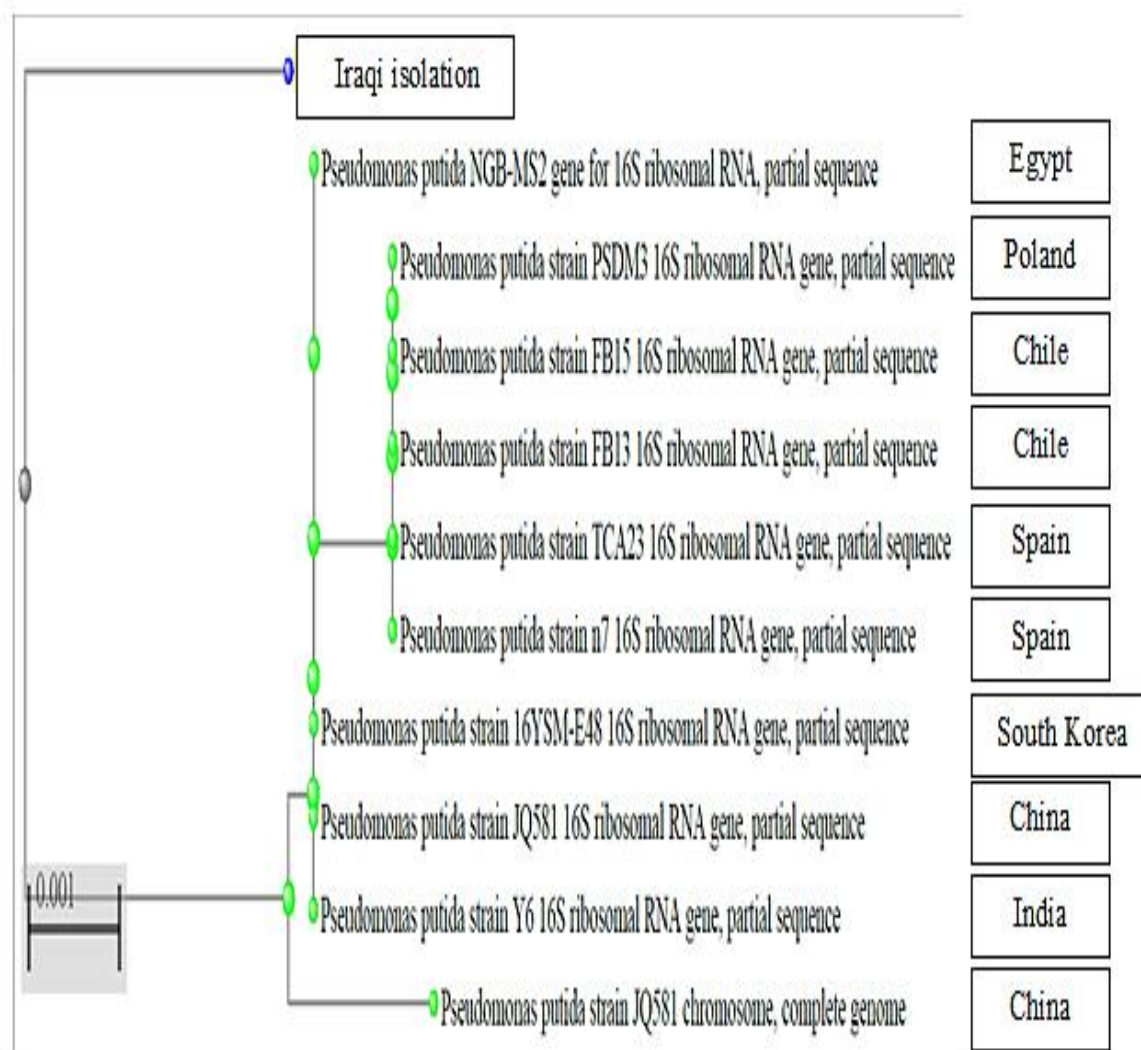 Iraqi isolation
Pseudomonas putida NGB-MS2 gene for 16S ribosomal RNA, partial sequence
Egypt
Pseudomonas putida strain PSDM3 16S ribosomal RNA gene, partial sequence
Poland
Pseudomonas putida strain FB15 16S ribosomal RNA gene, partial sequence
Chile
Pseudomonas putida strain FB13 16S ribosomal RNA gene, partial sequence
Chile
Pseudomonas putida strain TCA23 16S ribosomal RNA gene, partial sequence
Spain
Pseudomonas putida strain n7 16S ribosomal RNA gene, partial sequence
Spain
Pseudomonas putida strain 16YSM-E48 16S ribosomal RNA gene, partial sequence
South Korea
Pseudomonas putida strain JQ581 16S ribosomal RNA gene, partial sequence
China
0.001
Pseudomonas putida strain Y6 16S ribosomal RNA gene, partial sequence
India
Pseudomonas putida strain JQ581 chromosome, complete genome
China